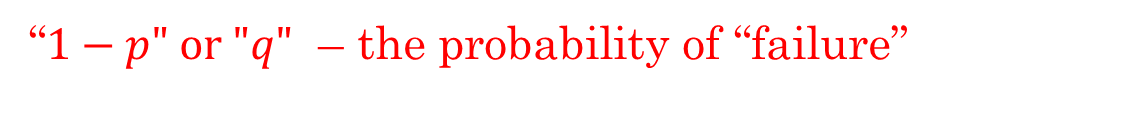 “1 − p" or "q" – the probability of “failure”